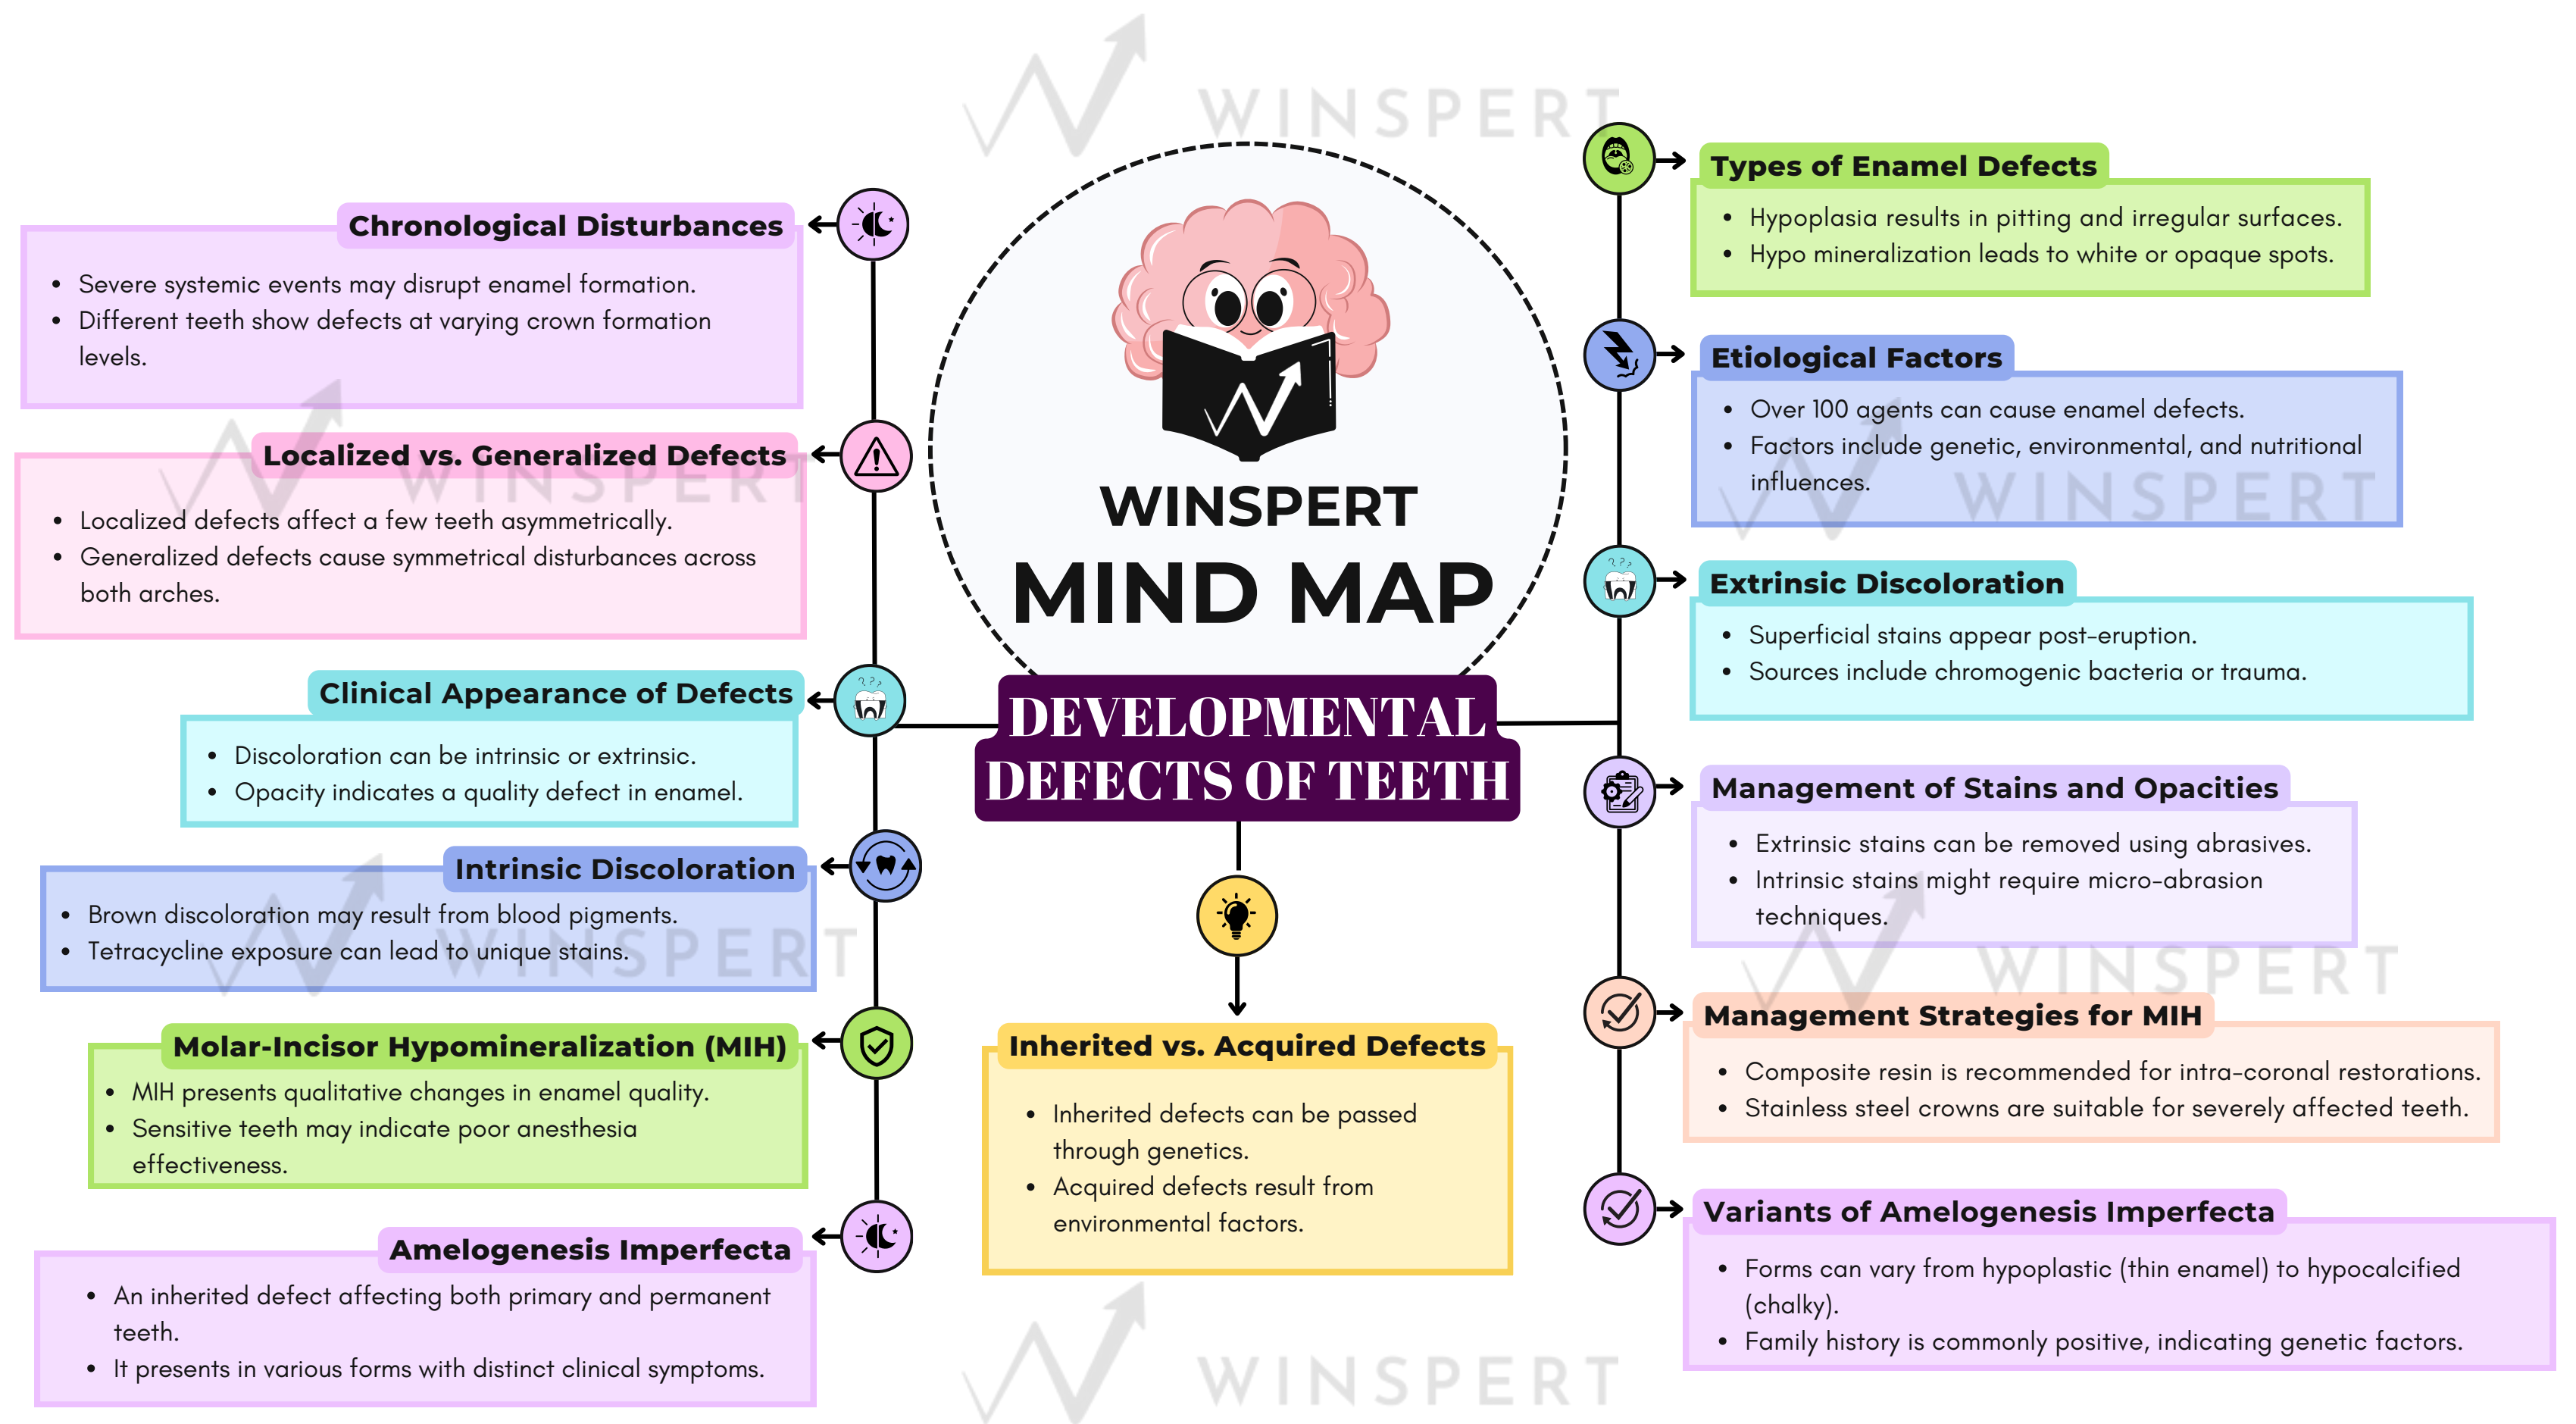 WINSPERT
WINSPERT
MIND MAP
DEVELOPMENTAL
DEFECTS OF TEETH
Chronological Disturbances
• Severe systemic events may disrupt enamel formation.
• Different teeth show defects at varying crown formation
levels.
WINSPERT
Localized vs. Generalized Defects
• Localized defects affect a few teeth asymmetrically.
• Generalized defects cause symmetrical disturbances across
both arches.
Clinical Appearance of Defects
• Discoloration can be intrinsic or extrinsic.
• Opacity indicates a quality defect in enamel.
Intrinsic Discoloration
• Brown discoloration may result from blood pigments.
• Tetracycline exposure can lead to unique stains.
WINSPERT
Molar-Incisor Hypomineralization (MIH)
• MIH presents qualitative changes in enamel quality.
• Sensitive teeth may indicate poor anesthesia
effectiveness.
Amelogenesis Imperfecta
• An inherited defect affecting both primary and permanent
teeth.
• It presents in various forms with distinct clinical symptoms.
Inherited vs. Acquired Defects
• Inherited defects can be passed
through genetics.
• Acquired defects result from
environmental factors.
WINSPERT
Types of Enamel Defects
• Hypoplasia results in pitting and irregular surfaces.
• Hypo mineralization leads to white or opaque spots.
Etiological Factors
• Over 100 agents can cause enamel defects.
• Factors include genetic, environmental, and nutritional
influences.
WINSPERT
Extrinsic Discoloration
• Superficial stains appear post-eruption.
• Sources include chromogenic bacteria or trauma.
Management of Stains and Opacities
• Extrinsic stains can be removed using abrasives.
• Intrinsic stains might require micro-abrasion
techniques.
WINSPERT
Management Strategies for MIH
• Composite resin is recommended for intra-coronal restorations.
• Stainless steel crowns are suitable for severely affected teeth.
Variants of Amelogenesis Imperfecta
• Forms can vary from hypoplastic (thin enamel) to hypocalcified
(chalky).
• Family history is commonly positive, indicating genetic factors.